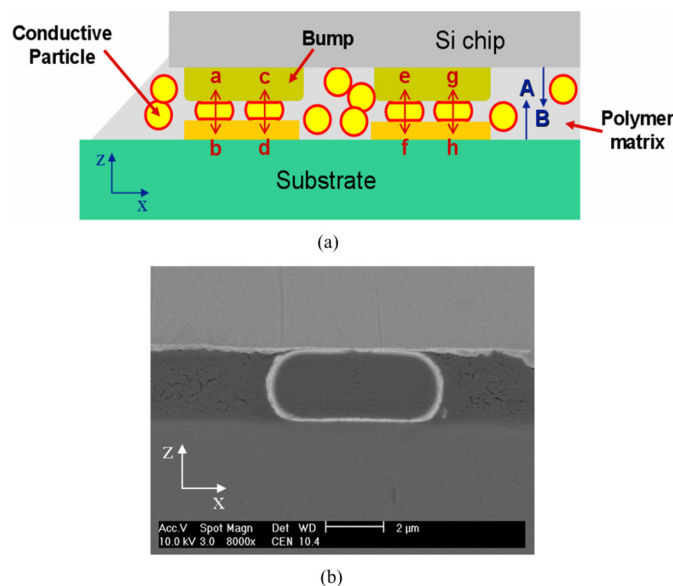 Conductive
Particle
Bump
Si chip
a
c
e
g
A
B
b
d
f
h
Polymer
matrix
Z
X
Substrate
(a)
Z
X
Acc.V Spot Magn Det WD 2 µm
10.0 kV 3.0 8000x CEN 10.4
(b)